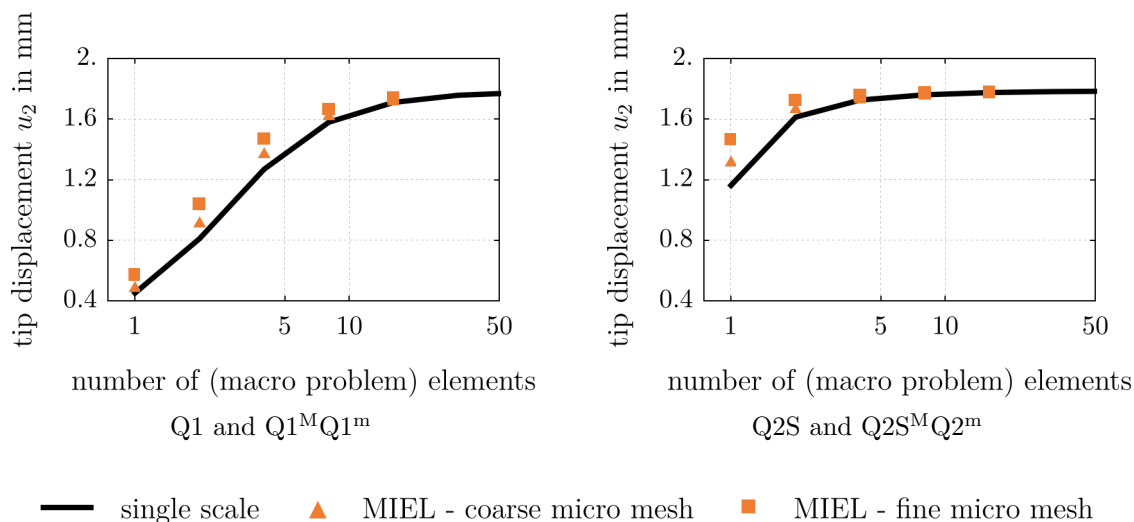 tip displacement u₂ in mm
2.
1.6
1.2
0.8
0.4
1
5
10
50
number of (macro problem) elements
Q1 and Q1ᴹQ1ᵐ
tip displacement u₂ in mm
2.
1.6
1.2
0.8
0.4
1
5
10
50
number of (macro problem) elements
Q2S and Q2SᴹQ2ᵐ
single scale
MIEL - coarse micro mesh
MIEL - fine micro mesh